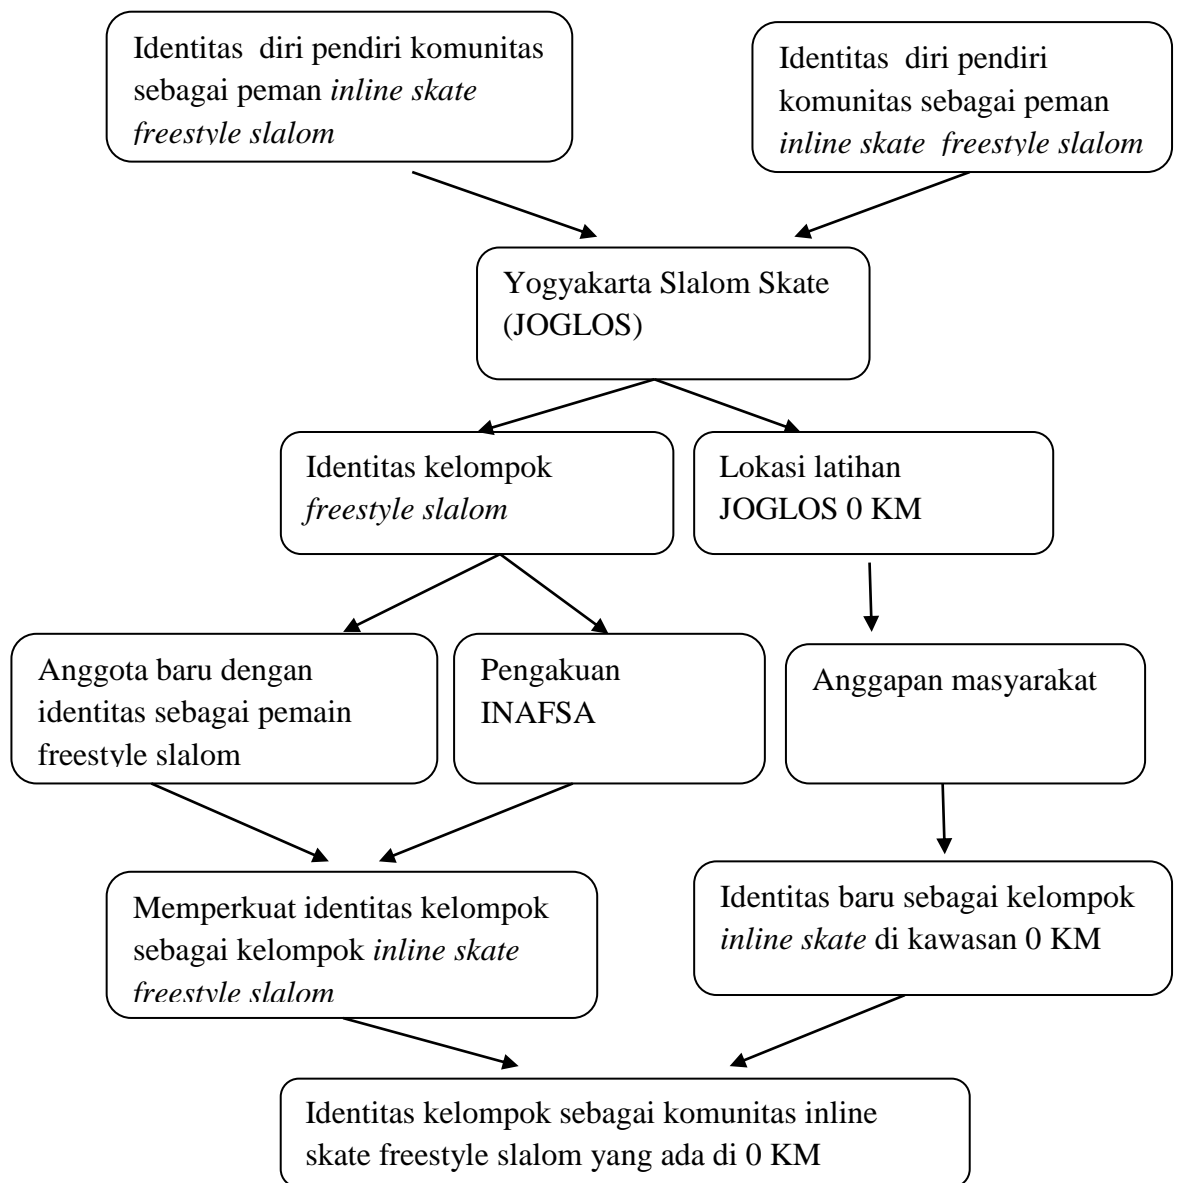 Identitas diri pendiri komunitas
sebagai peman inline skate
freestyle slalom
Identitas diri pendiri
komunitas sebagai peman
inline skate freestyle slalom
Yogyakarta Slalom Skate
(JOGLOS)
Identitas kelompok
freestyle slalom
Lokasi latihan
JOGLOS 0 KM
Anggota baru dengan
identitas sebagai pemain
freestyle slalom
Pengakuan
INAFSA
Anggapan masyarakat
Memperkuat identitas kelompok
sebagai kelompok inline skate
freestyle slalom
Identitas baru sebagai kelompok
inline skate di kawasan 0 KM
Identitas kelompok sebagai komunitas inline
skate freestyle slalom yang ada di 0 KM